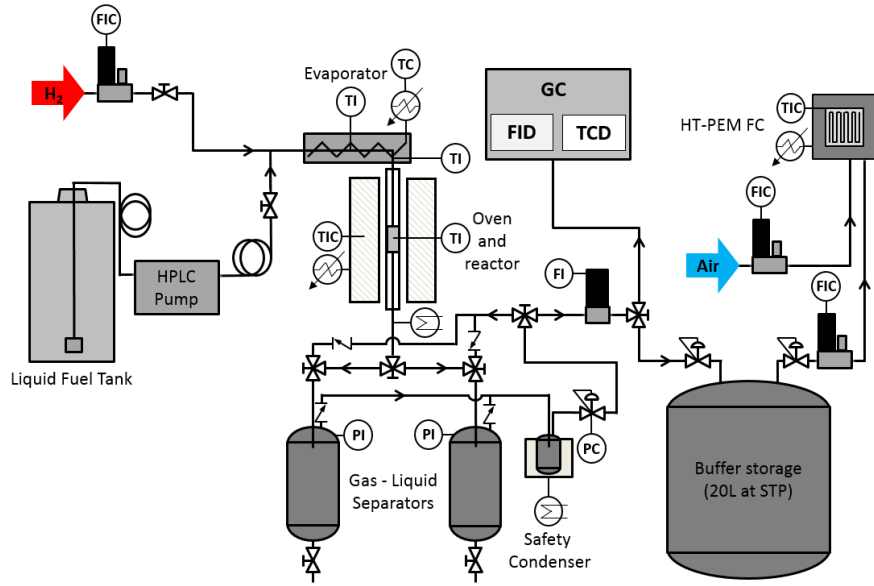 FIC
H₂
Evaporator
TC
TI
TI
GC
FID
TCD
HT-PEM FC
TIC
FIC
Air
FIC
Liquid Fuel Tank
HPLC
Pump
TIC
TI
Oven
and
reactor
FI
PI
PI
PC
Gas - Liquid
Separators
Safety
Condenser
Buffer storage
(20L at STP)